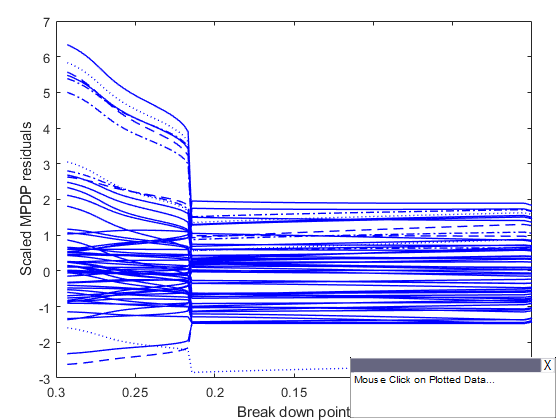 7
6
5
4
3
2
1
0
-1
-2
-3
Scaled MPDP residuals
0.3 0.25 0.2 0.15
Break down point
X
Mouse Click on Plotted Data...